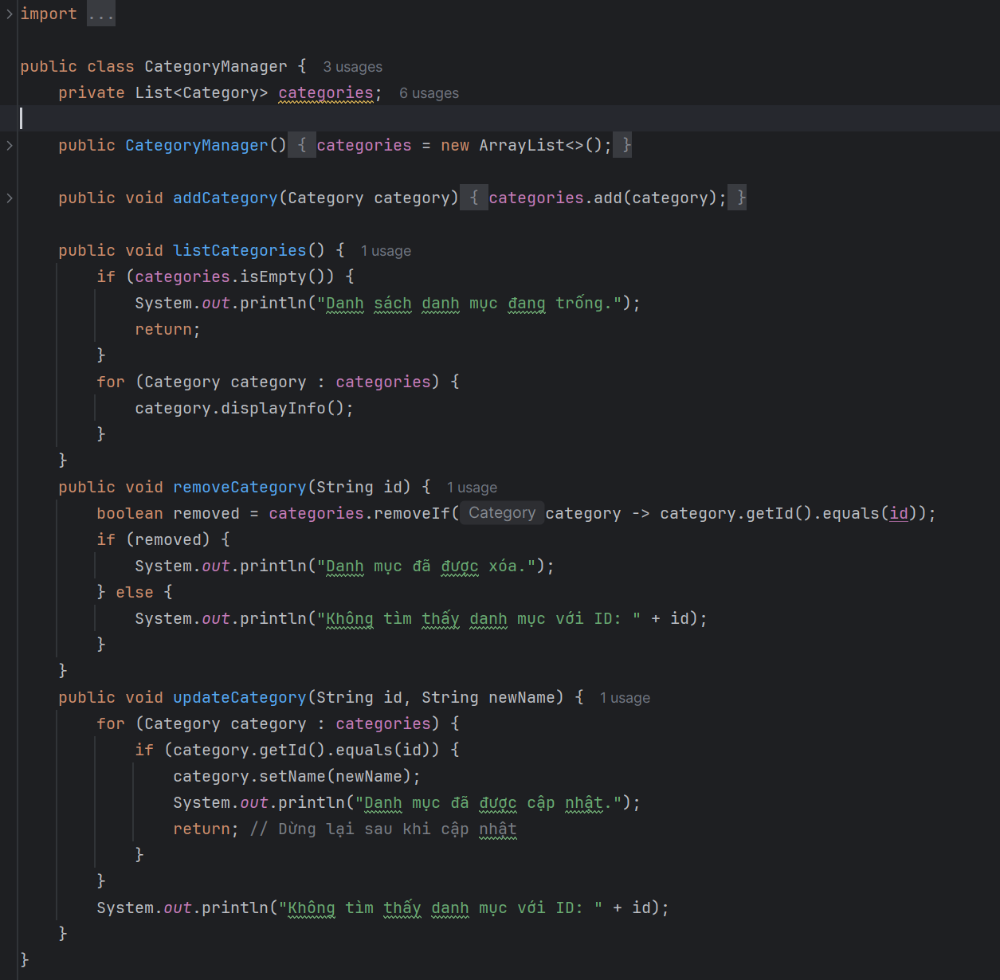 import ...
public class CategoryManager { 3 usages
private List<Category> categories; 6 usages
public CategoryManager() { categories = new ArrayList<>(); }
public void addCategory(Category category) { categories.add(category); }
public void listCategories() { 1 usage
if (categories.isEmpty()) {
System.out.println("Danh sách danh mục đang trống.");
return;
}
for (Category category : categories) {
category.displayInfo();
}
}
public void removeCategory(String id) { 1 usage
boolean removed = categories.removeIf( Category category -> category.getId().equals(id));
if (removed) {
System.out.println("Danh mục đã được xóa.");
} else {
System.out.println("Không tìm thấy danh mục với ID: " + id);
}
}
public void updateCategory(String id, String newName) { 1 usage
for (Category category : categories) {
if (category.getId().equals(id)) {
category.setName(newName);
System.out.println("Danh mục đã được cập nhật.");
return; // Dừng lại sau khi cập nhật
}
}
System.out.println("Không tìm thấy danh mục với ID: " + id);
}
}